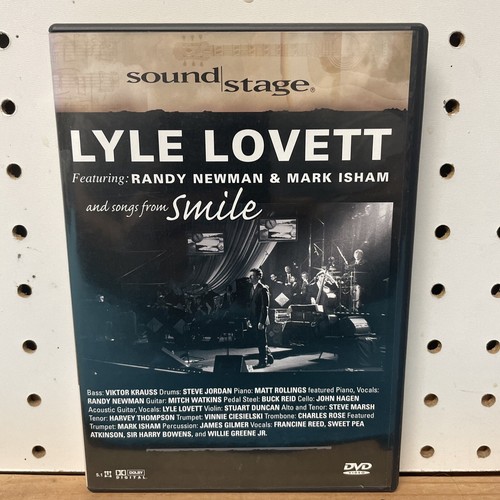 sound|stage®
LYLE LOVETT
Featuring: RANDY NEWMAN & MARK ISHAM
and songs from smile
Bass: VIKTOR KRAUSS Drums: STEVE JORDAN Piano: MATT ROLLINGS featured Piano, Vocals:
RANDY NEWMAN Guitar: MITCH WATKINS Pedal Steel: BUCK REID Cello: JOHN HAGEN
Acoustic Guitar, Vocals: LYLE LOVETT Violin: STUART DUNCAN Alto and Tenor: STEVE MARSH
Tenor: HARVEY THOMPSON Trumpet: VINNIE CIESIELSKI Trombone: CHARLES ROSE Featured
Trumpet: MARK ISHAM Percussion: JAMES GILMER Vocals: FRANCINE REED, SWEET PEA
ATKINSON, SIR HARRY BOWENS, and WILLIE GREENE JR.
5.1 DOLBY DIGITAL
DVD VIDEO